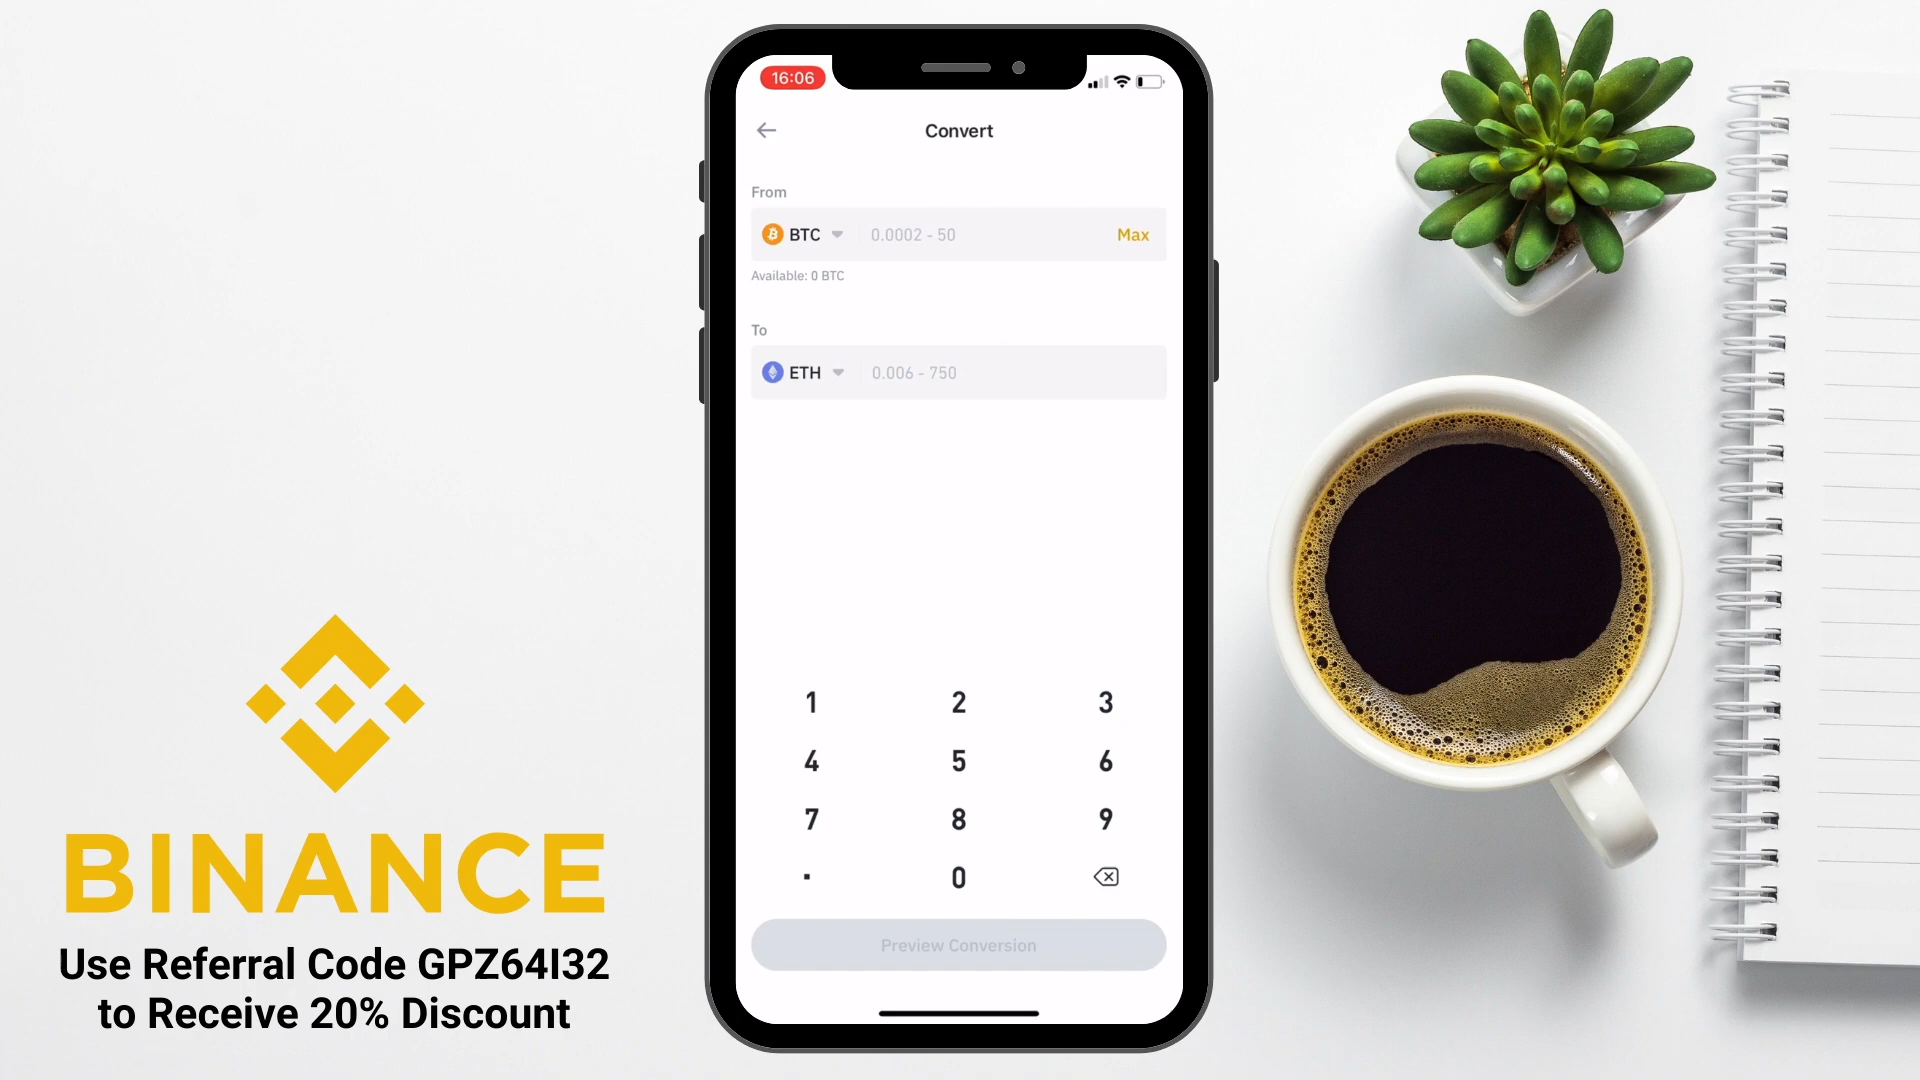 16:06
Convert
From
BTC 0.0002 - 50 Max
Available: 0 BTC
To
ETH 0.006 - 750
1 2 3
4 5 6
7 8 9
. 0
Preview Conversion
BINANCE
Use Referral Code GPZ64I32
to Receive 20% Discount